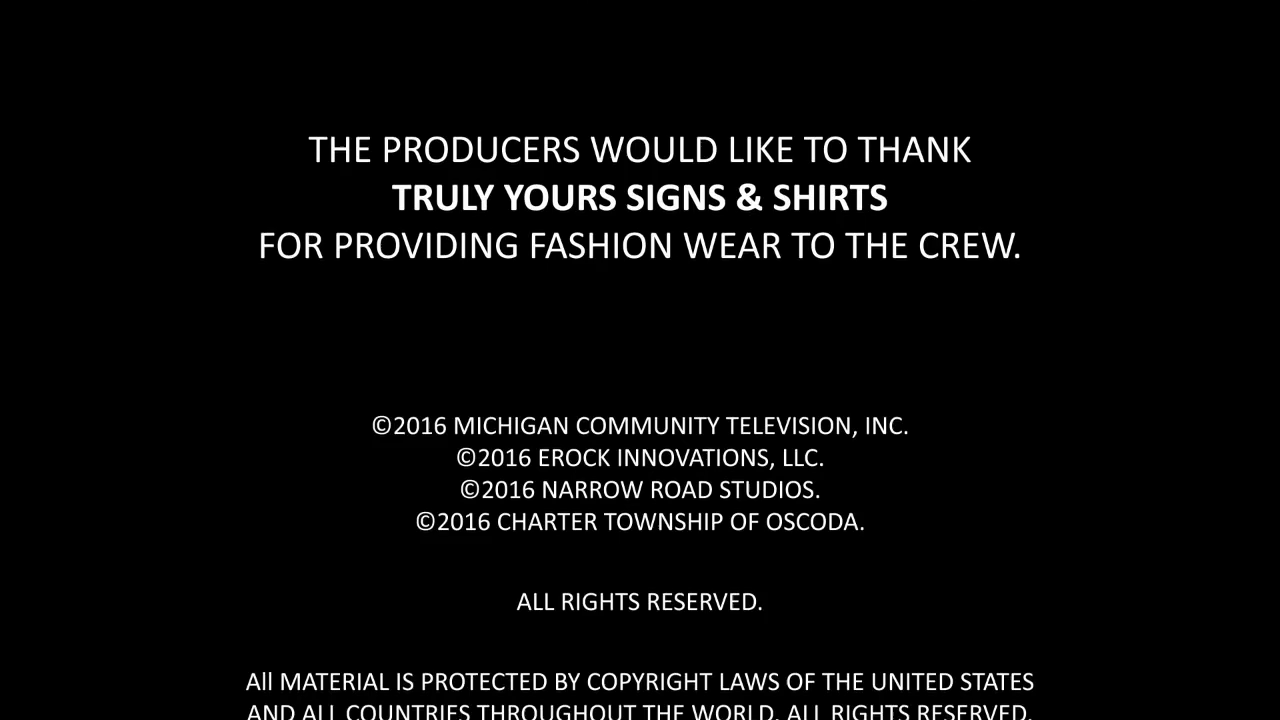 THE PRODUCERS WOULD LIKE TO THANK
TRULY YOURS SIGNS & SHIRTS
FOR PROVIDING FASHION WEAR TO THE CREW.
©2016 MICHIGAN COMMUNITY TELEVISION, INC.
©2016 EROCK INNOVATIONS, LLC.
©2016 NARROW ROAD STUDIOS.
©2016 CHARTER TOWNSHIP OF OSCODA.
ALL RIGHTS RESERVED.
All MATERIAL IS PROTECTED BY COPYRIGHT LAWS OF THE UNITED STATES
AND ALL COUNTRIES THROUGHOUT THE WORLD. ALL RIGHTS RESERVED.